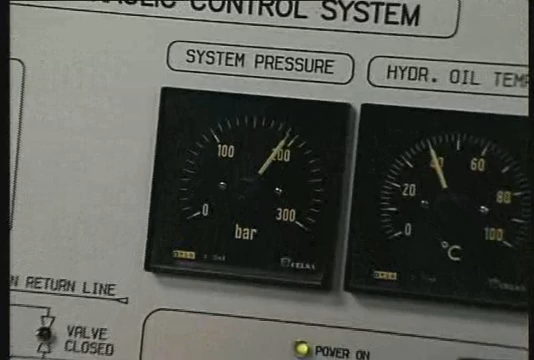 CONTROL SYSTEM
SYSTEM PRESSURE
HYDR. OIL TEMP
100
200
0
300
bar
40
60
20
80
0
100
°C
RETURN LINE
VALVE
CLOSED
POWER ON